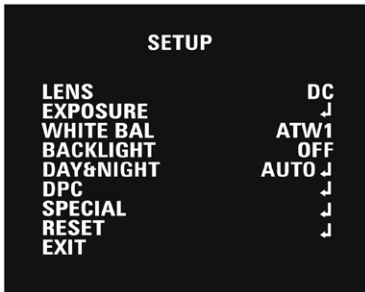 SETUP
LENS DC
EXPOSURE ↲
WHITE BAL ATW1
BACKLIGHT OFF
DAY&NIGHT AUTO ↲
DPC ↲
SPECIAL ↲
RESET ↲
EXIT